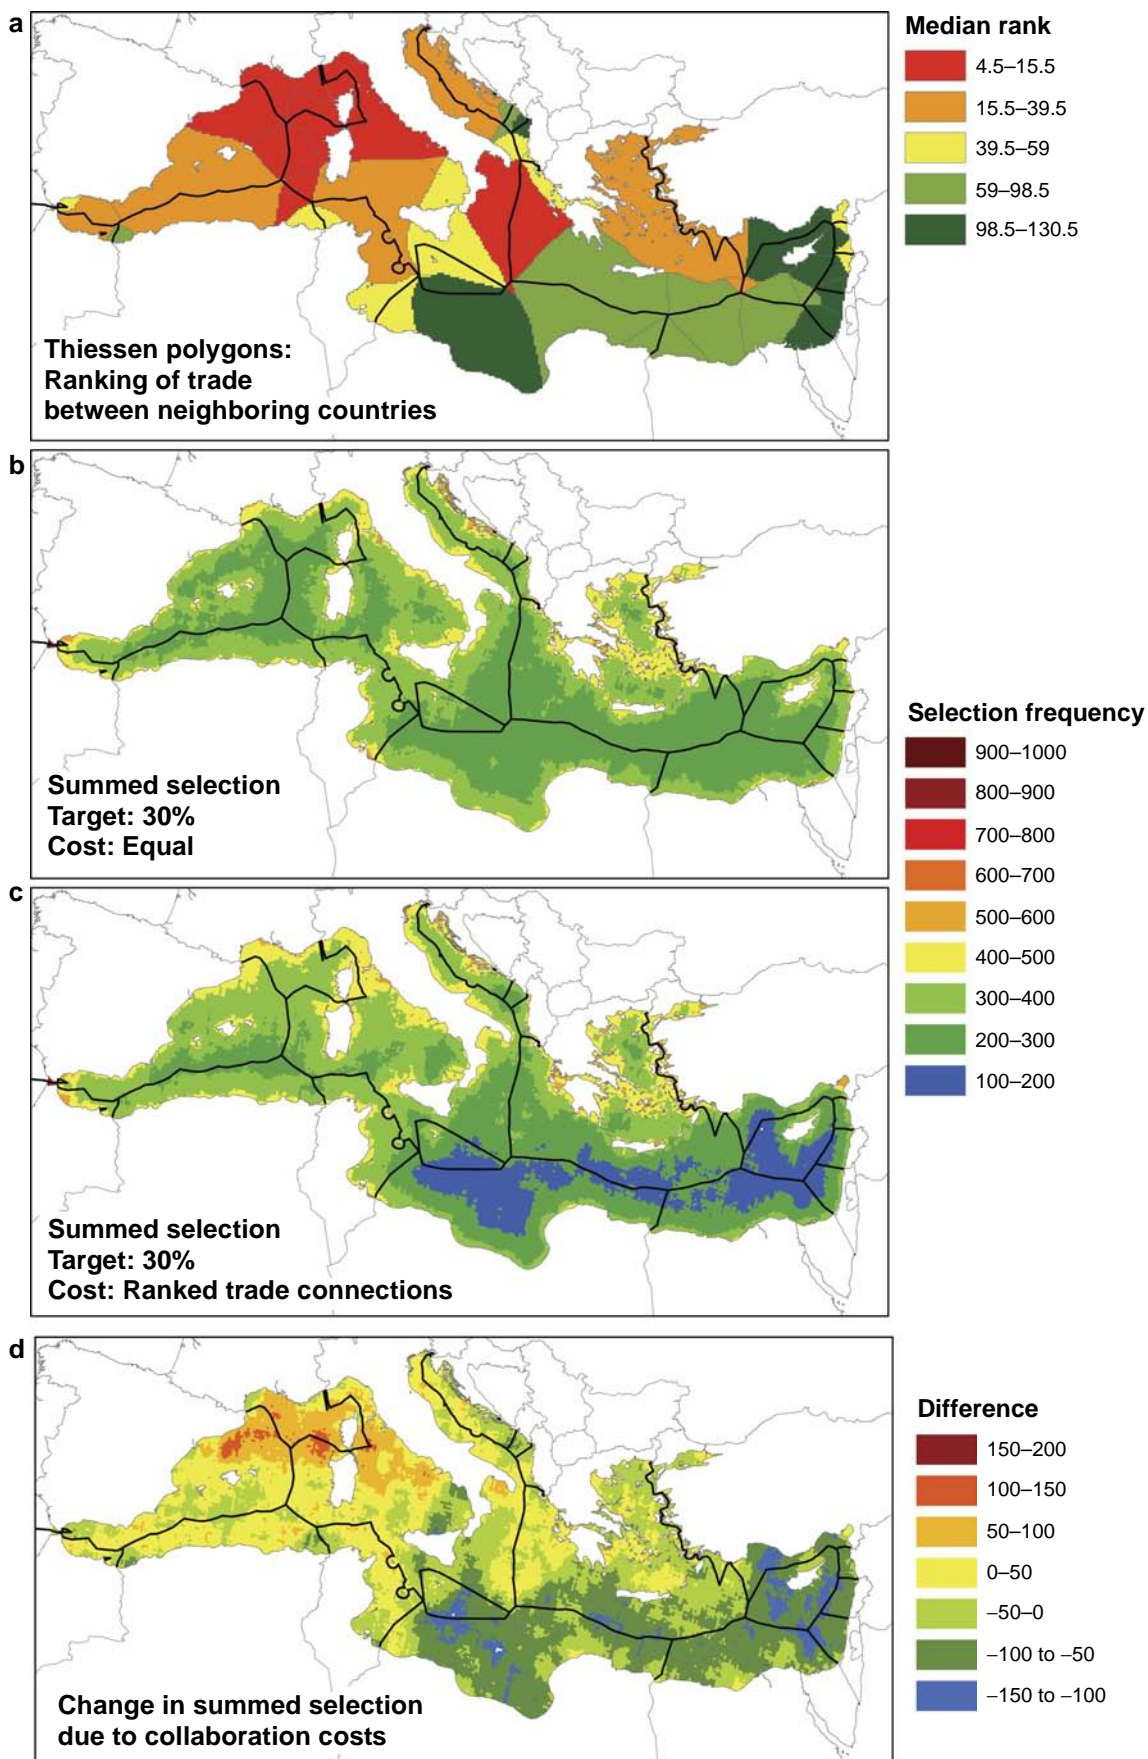 a
Thiessen polygons:
Ranking of trade
between neighboring countries
Median rank
4.5–15.5
15.5–39.5
39.5–59
59–98.5
98.5–130.5
b
Summed selection
Target: 30%
Cost: Equal
Selection frequency
900–1000
800–900
700–800
600–700
500–600
400–500
300–400
200–300
100–200
c
Summed selection
Target: 30%
Cost: Ranked trade connections
d
Change in summed selection
due to collaboration costs
Difference
150–200
100–150
50–100
0–50
–50–0
–100 to –50
–150 to –100